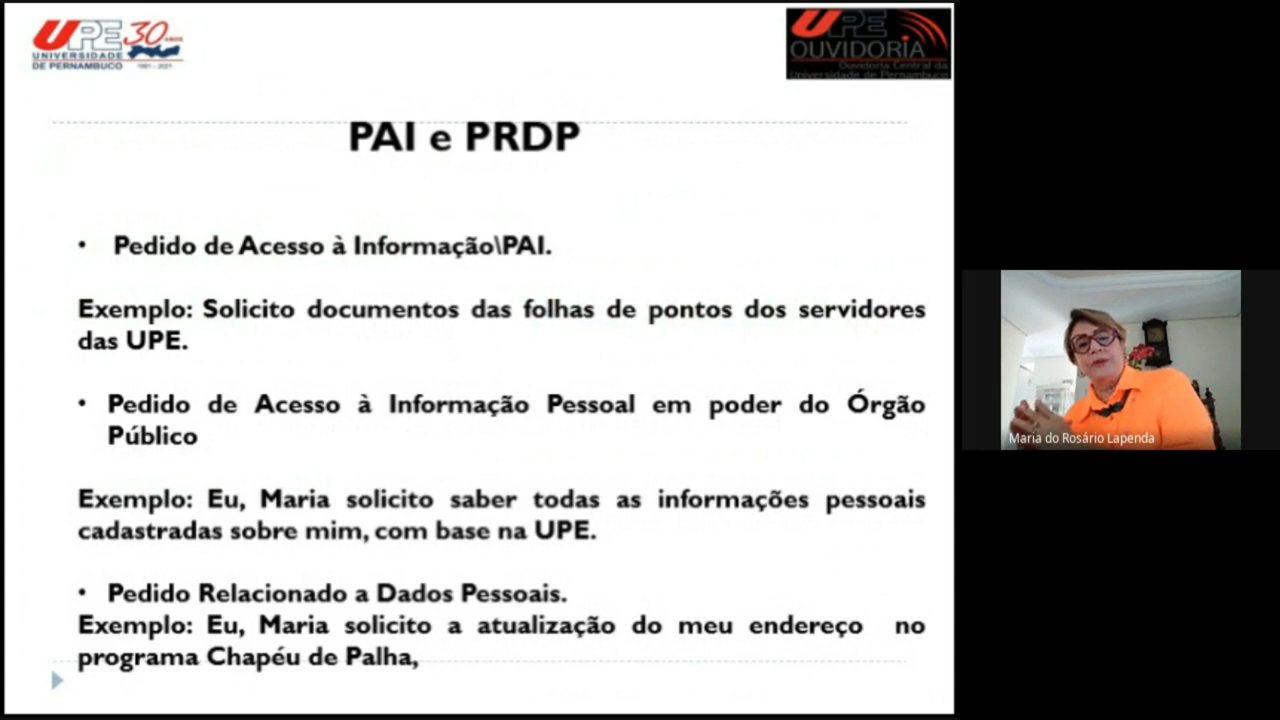 UPE 30 ANOS
UNIVERSIDADE
DE PERNAMBUCO 1991 - 2021
UPE
OUVIDORIA
Ouvidoria Central da
Universidade de Pernambuco
PAI e PRDP
• Pedido de Acesso à Informação\PAI.
Exemplo: Solicito documentos das folhas de pontos dos servidores
das UPE.
• Pedido de Acesso à Informação Pessoal em poder do Órgão
Público
Exemplo: Eu, Maria solicito saber todas as informações pessoais
cadastradas sobre mim, com base na UPE.
• Pedido Relacionado a Dados Pessoais.
Exemplo: Eu, Maria solicito a atualização do meu endereço no
programa Chapéu de Palha,
Maria do Rosário Lapenda